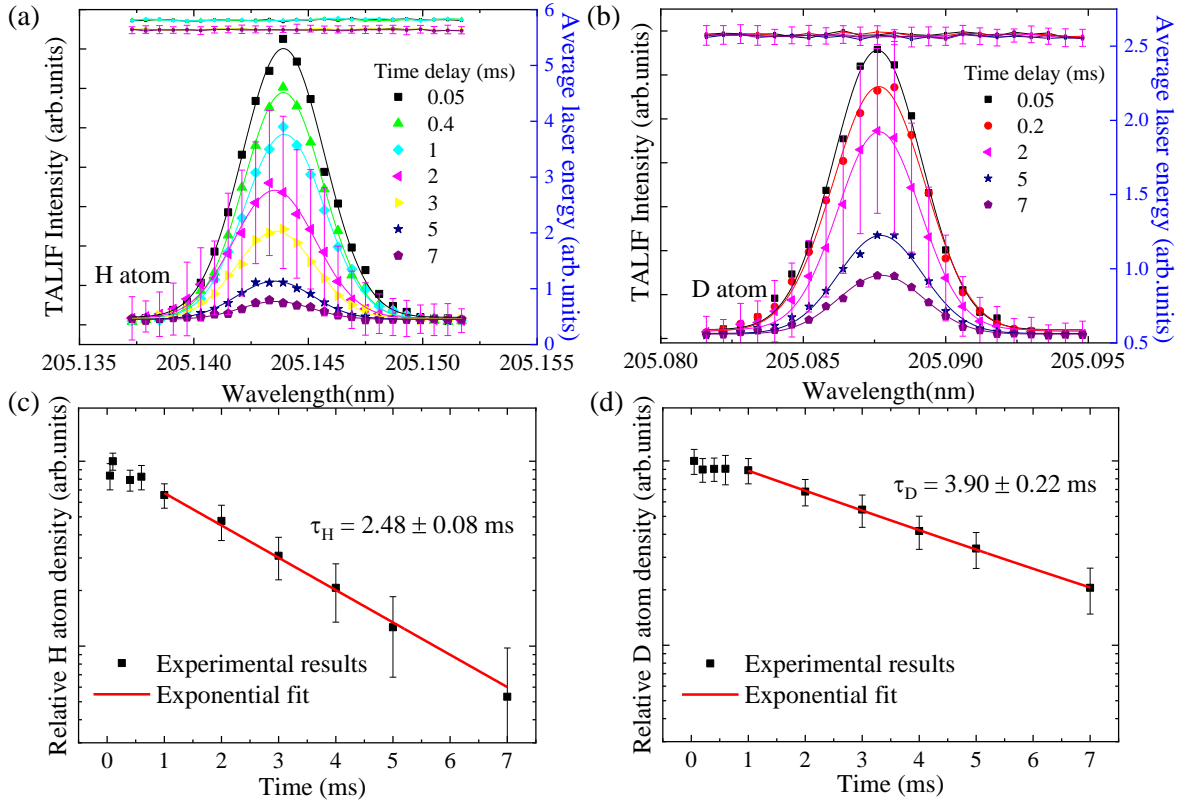 (a)
TALIF Intensity (arb.units)
Time delay (ms)
0.05
0.4
1
2
3
5
7
H atom
0
1
2
3
4
5
6
Average laser energy (arb.units)
205.135
205.140
205.145
205.150
205.155
Wavelength(nm)
(b)
TALIF Intensity (arb.units)
Time delay (ms)
0.05
0.2
2
5
7
D atom
0.5
1.0
1.5
2.0
2.5
Average laser energy (arb.units)
205.080
205.085
205.090
205.095
Wavelength(nm)
(c)
Relative H atom density (arb.units)
τH = 2.48 ± 0.08 ms
Experimental results
Exponential fit
0 1 2 3 4 5 6 7
Time (ms)
(d)
Relative D atom density (arb.units)
τD = 3.90 ± 0.22 ms
Experimental results
Exponential fit
0 1 2 3 4 5 6 7
Time (ms)